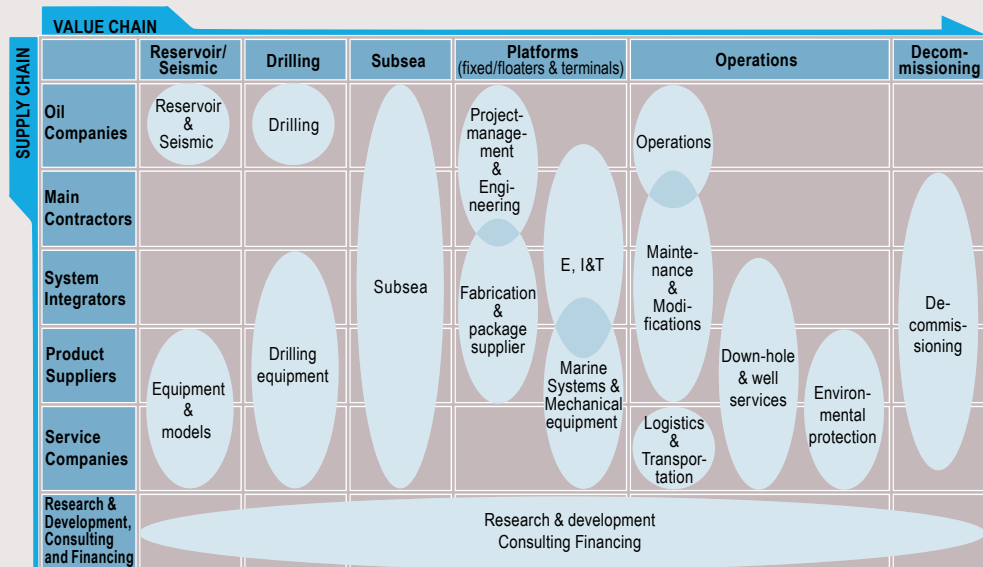 VALUE CHAIN
SUPPLY CHAIN
Reservoir/
Seismic
Drilling
Subsea
Platforms
(fixed/floaters & terminals)
Operations
Decom-
missioning
Oil
Companies
Reservoir
&
Seismic
Drilling
Project-
manage-
ment
&
Engi-
neering
Operations
Main
Contractors
System
Integrators
Subsea
E, I&T
Fabrication
&
package
supplier
Mainte-
nance
&
Modi-
fications
De-
commis-
sioning
Product
Suppliers
Equipment
&
models
Drilling
equipment
Marine
Systems &
Mechanical
equipment
Down-hole
& well
services
Environ-
mental
protection
Service
Companies
Logistics
&
Transpor-
tation
Research &
Development,
Consulting
and Financing
Research & development
Consulting Financing